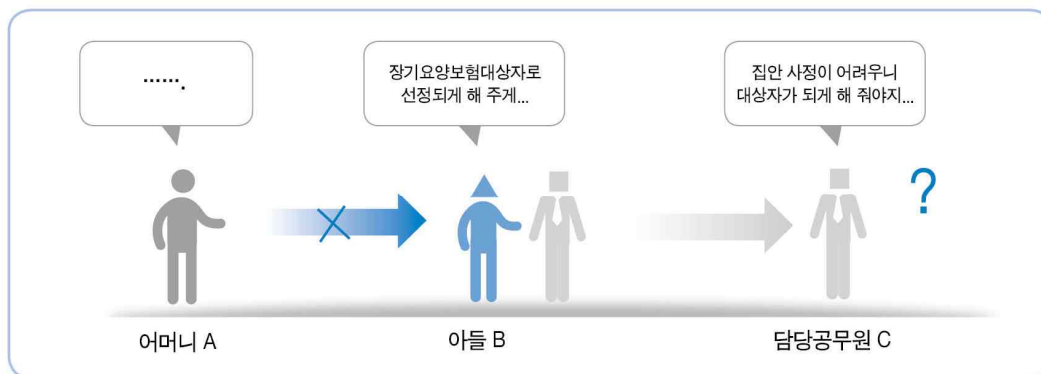 …….
장기요양보험대상자로
선정되게 해 주게...
집안 사정이 어려우니
대상자가 되게 해 줘야지...
?
어머니 A
아들 B
담당공무원 C